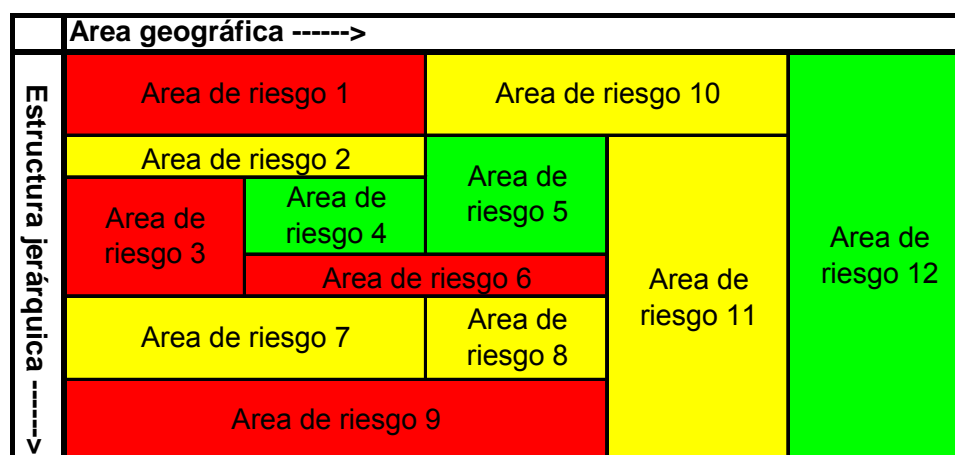 Area geográfica ------>
Estructura jerárquica ------>
Area de riesgo 1
Area de riesgo 10
Area de riesgo 2
Area de
riesgo 3
Area de
riesgo 4
Area de
riesgo 5
Area de riesgo 6
Area de riesgo 7
Area de
riesgo 8
Area de riesgo 9
Area de
riesgo 11
Area de
riesgo 12